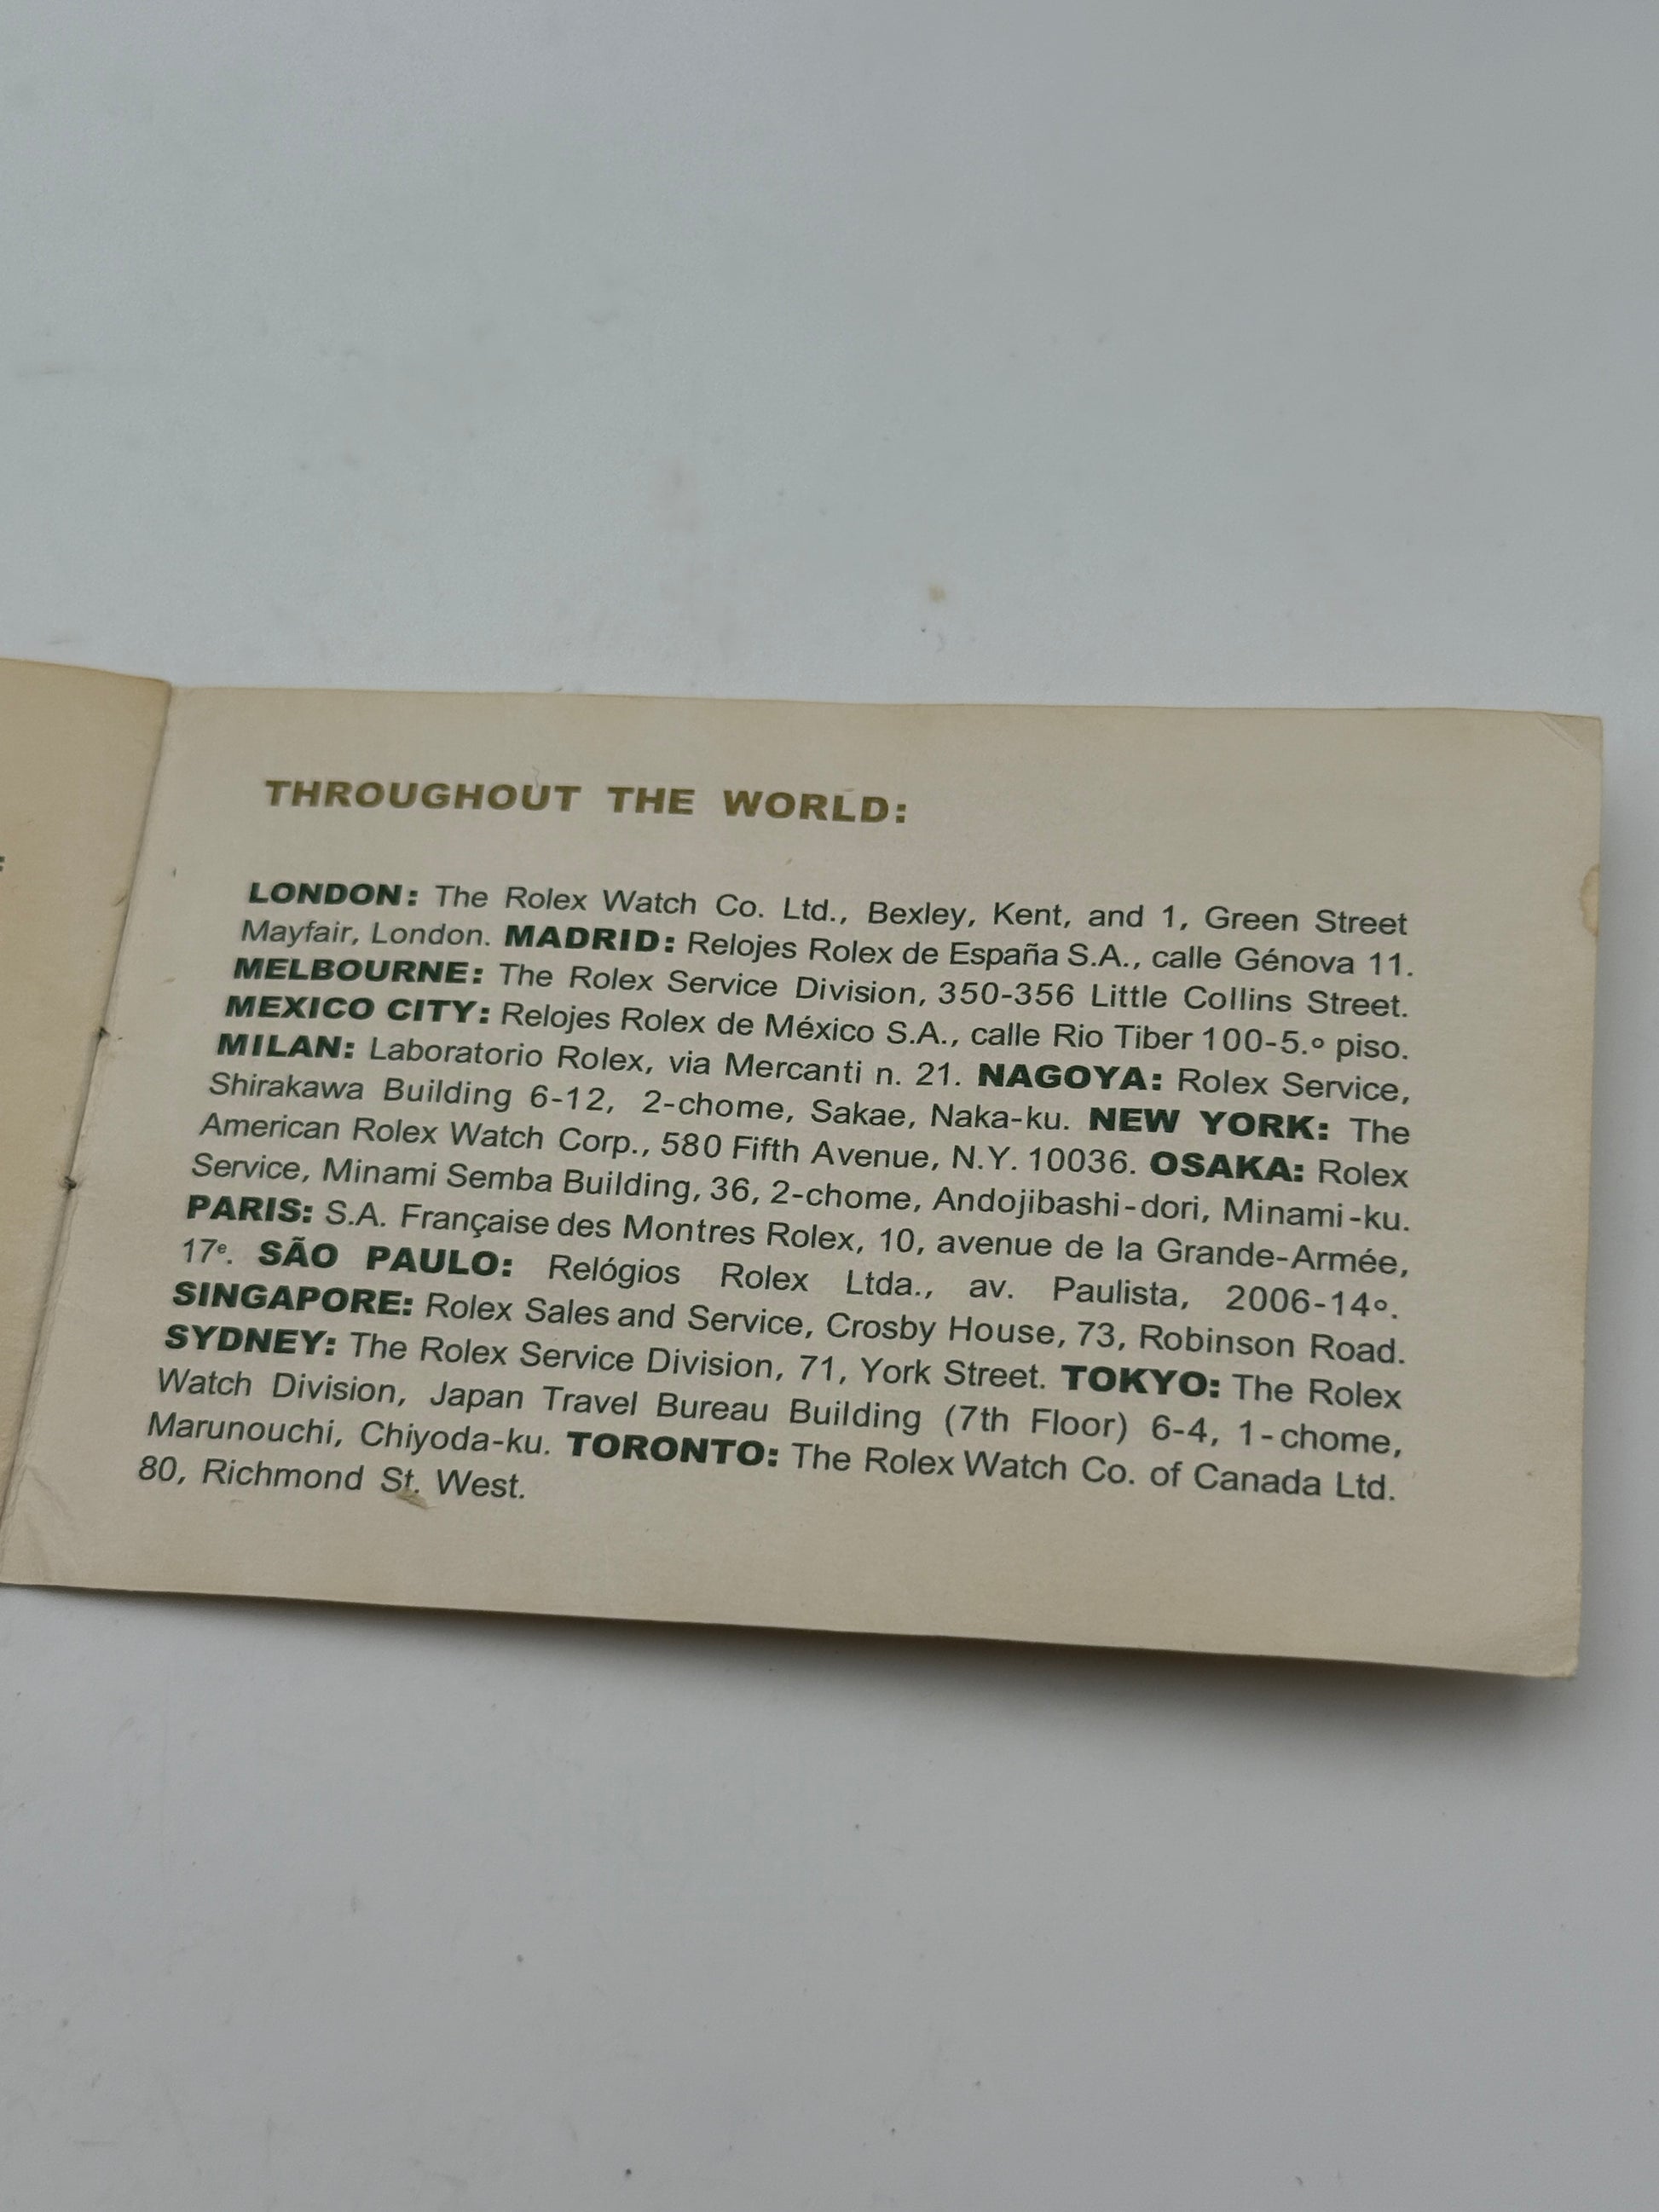 THROUGHOUT THE WORLD:
LONDON: The Rolex Watch Co. Ltd., Bexley, Kent, and 1, Green Street
Mayfair, London. MADRID: Relojes Rolex de España S.A., calle Génova 11.
MELBOURNE: The Rolex Service Division, 350-356 Little Collins Street.
MEXICO CITY: Relojes Rolex de México S.A., calle Rio Tiber 100-5.º piso.
MILAN: Laboratorio Rolex, via Mercanti n. 21. NAGOYA: Rolex Service,
Shirakawa Building 6-12, 2-chome, Sakae, Naka-ku. NEW YORK: The
American Rolex Watch Corp., 580 Fifth Avenue, N.Y. 10036. OSAKA: Rolex
Service, Minami Semba Building, 36, 2-chome, Andojibashi-dori, Minami-ku.
PARIS: S.A. Française des Montres Rolex, 10, avenue de la Grande-Armée,
17ᵉ. SÃO PAULO: Relógios Rolex Ltda., av. Paulista, 2006-14º.
SINGAPORE: Rolex Sales and Service, Crosby House, 73, Robinson Road.
SYDNEY: The Rolex Service Division, 71, York Street. TOKYO: The Rolex
Watch Division, Japan Travel Bureau Building (7th Floor) 6-4, 1-chome,
Marunouchi, Chiyoda-ku. TORONTO: The Rolex Watch Co. of Canada Ltd.
80, Richmond St. West.